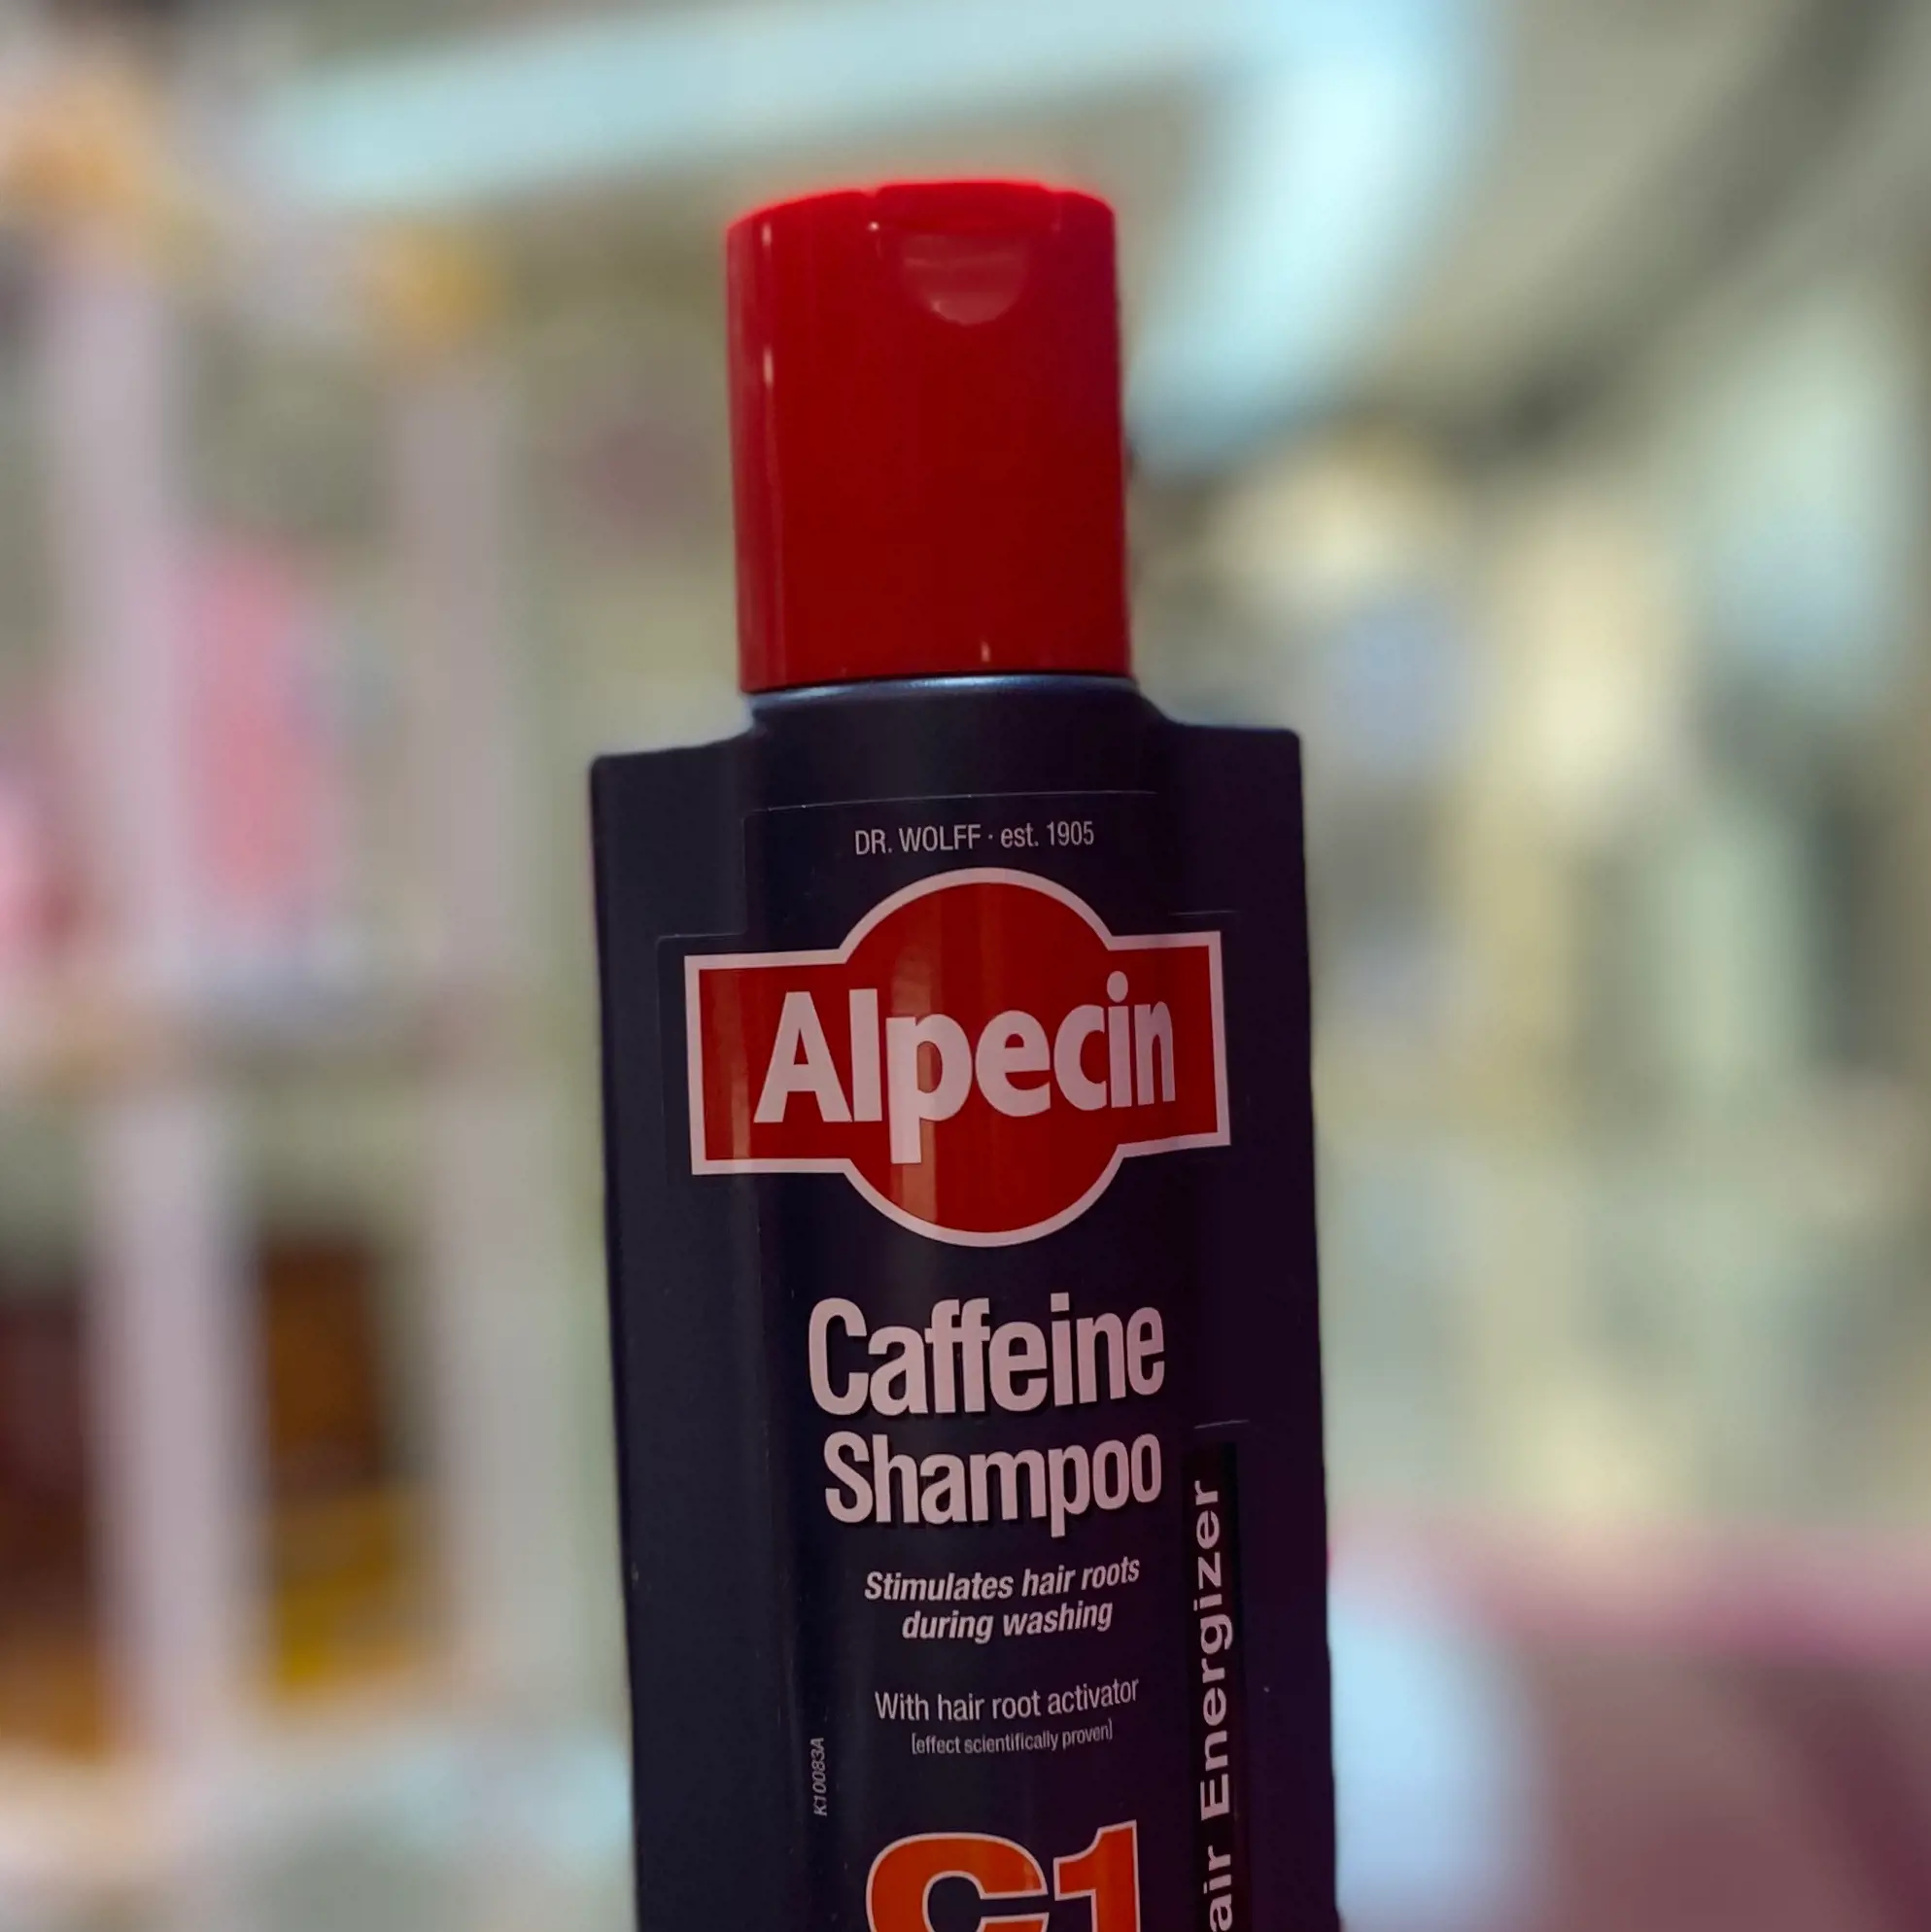 DR. WOLFF · est. 1905
Alpecin
Caffeine
Shampoo
Stimulates hair roots
during washing
With hair root activator
[effect scientifically proven]
K10083A
C1
air Energizer